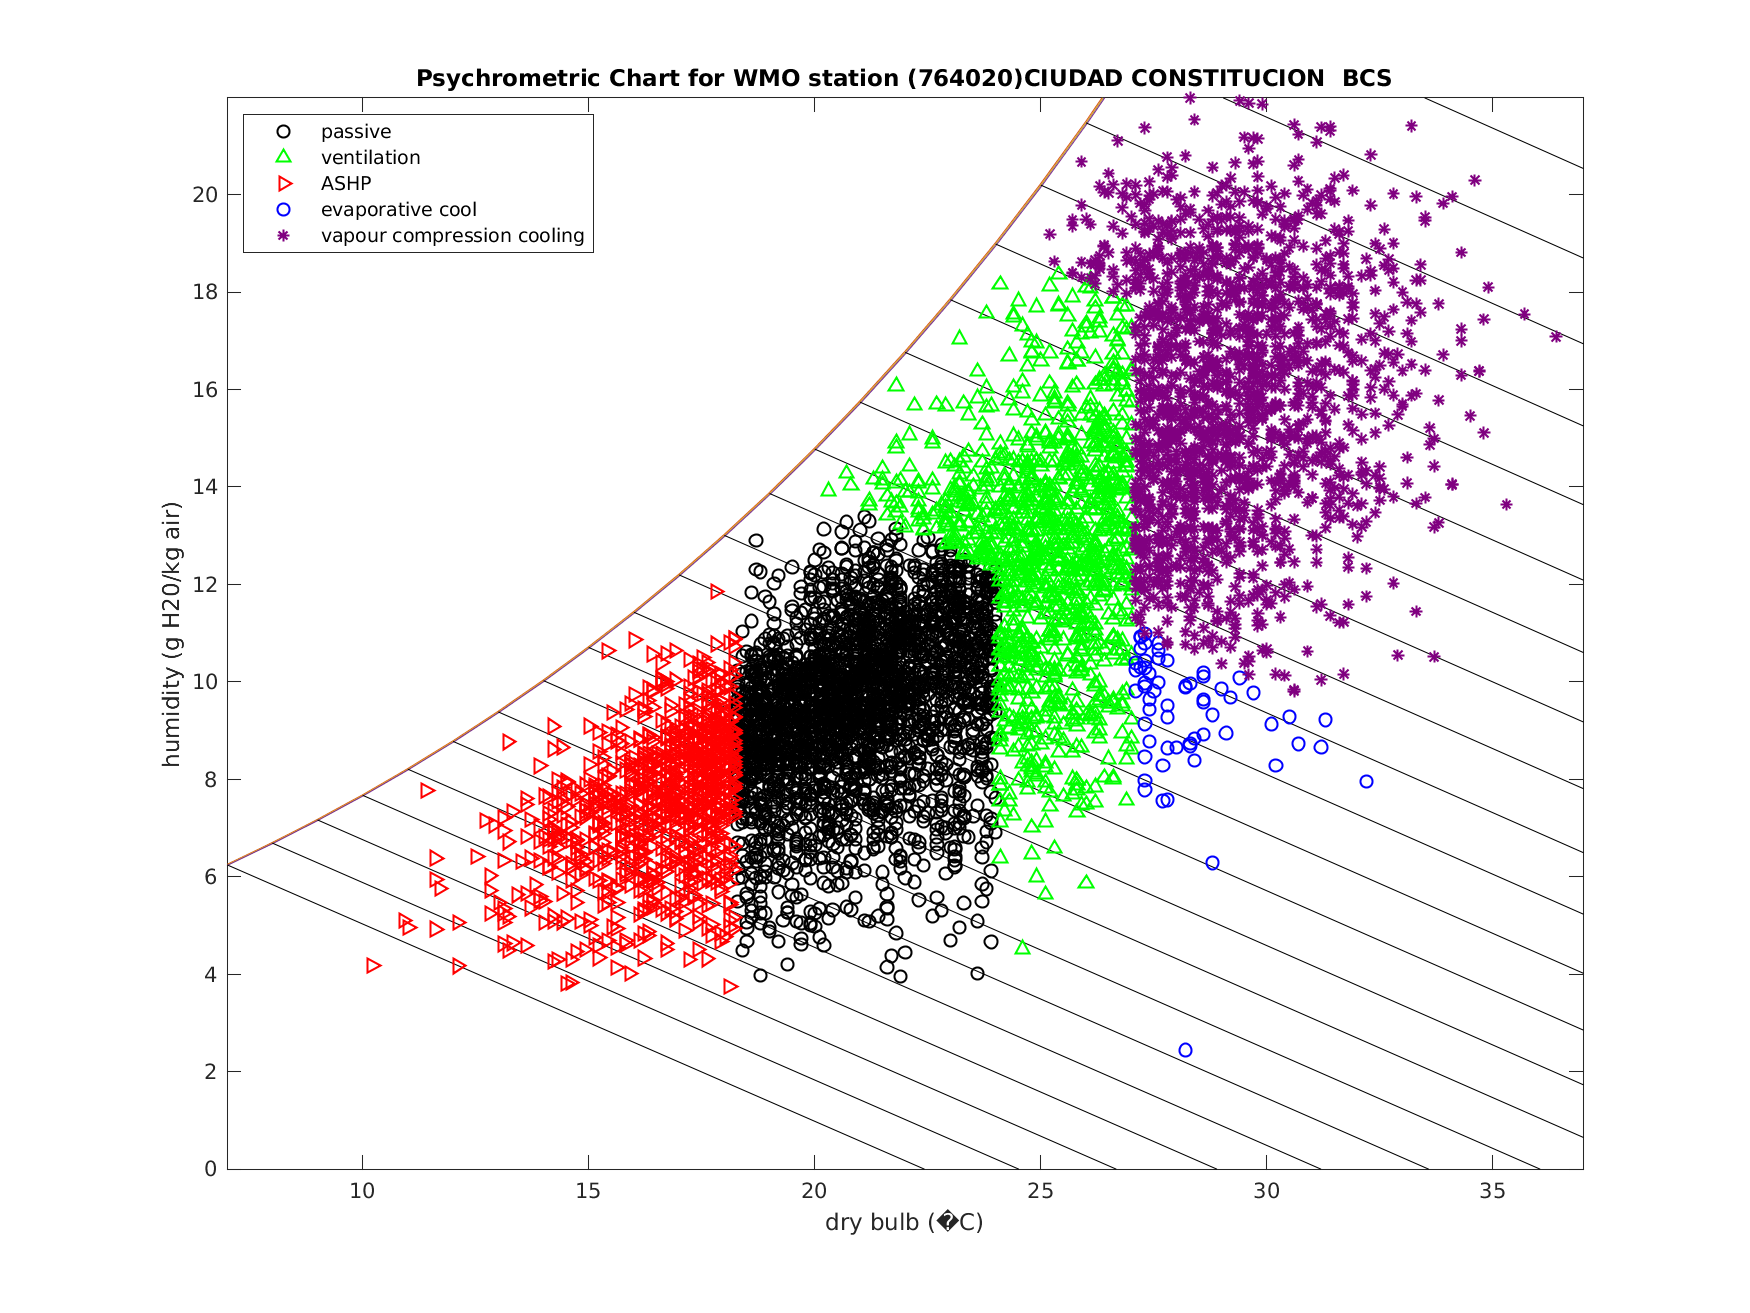 Psychrometric Chart for WMO station (764020)CIUDAD CONSTITUCION  BCS
passive
ventilation
ASHP
evaporative cool
vapour compression cooling
humidity (g H20/kg air)
20
18
16
14
12
10
8
6
4
2
0
10 15 20 25 30 35
dry bulb (�C)